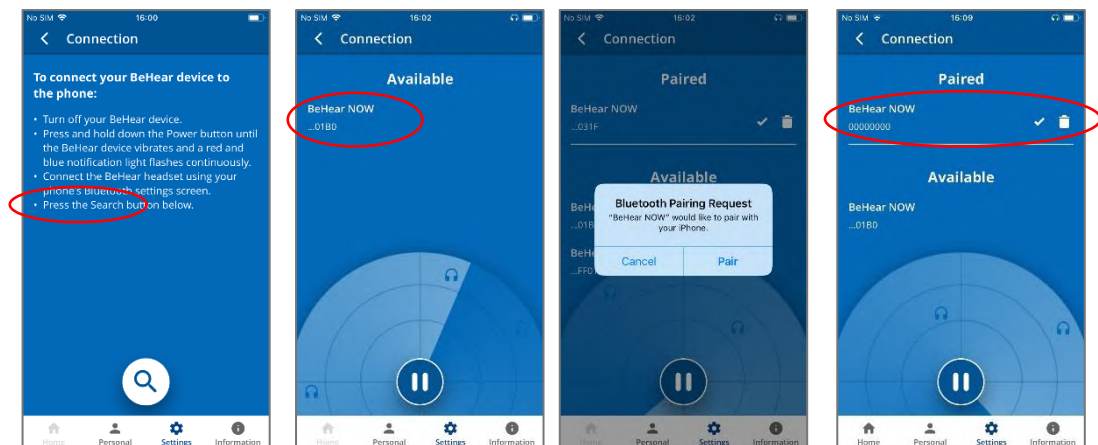 No SIM 16:00
Connection
To connect your BeHear device to
the phone:
• Turn off your BeHear device.
• Press and hold down the Power button until
the BeHear device vibrates and a red and
blue notification light flashes continuously.
• Connect the BeHear headset using your
phone's Bluetooth settings screen.
• Press the Search button below.
Home Personal Settings Information
No SIM 16:02
Connection
Available
BeHear NOW
...01B0
Home Personal Settings Information
No SIM 16:02
Connection
Paired
BeHear NOW
...031F
Available
BeHe
...01B
Bluetooth Pairing Request
"BeHear NOW" would like to pair with
your iPhone.
Cancel Pair
BeHe
...FF0
Home Personal Settings Information
No SIM 16:09
Connection
Paired
BeHear NOW
00000000
Available
BeHear NOW
...01B0
Home Personal Settings Information